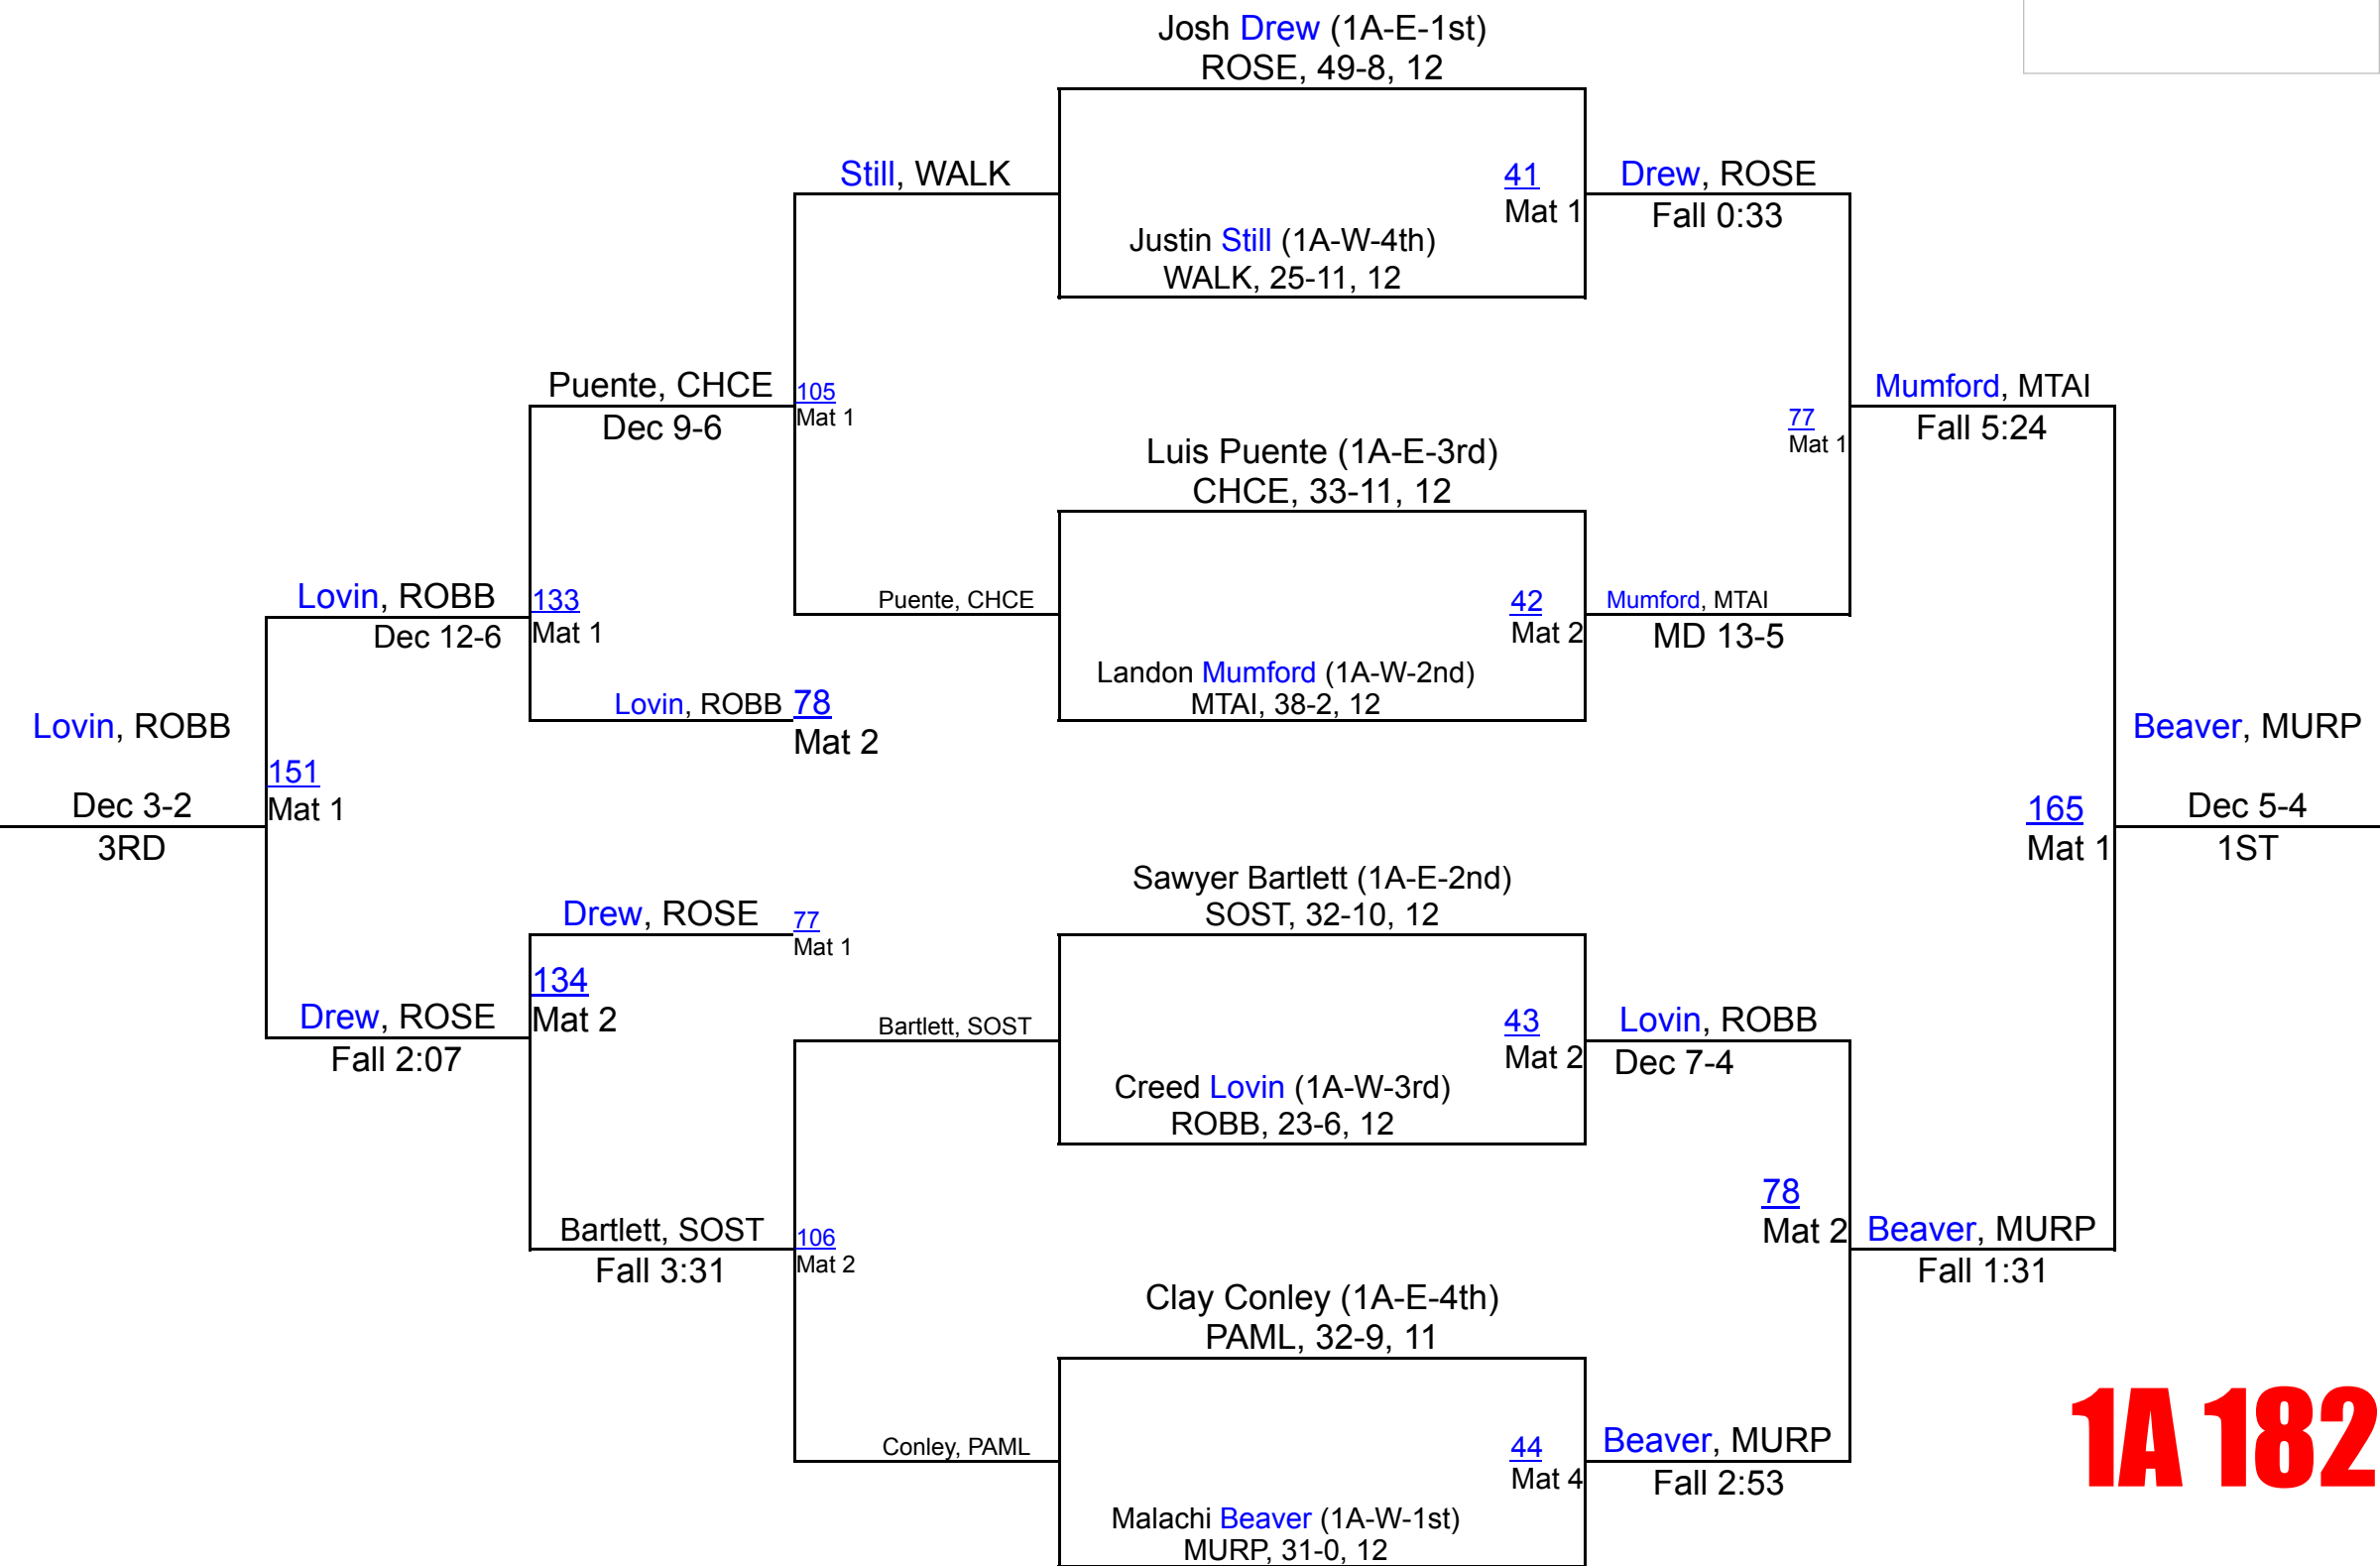 Josh Drew (1A-E-1st)
ROSE, 49-8, 12
Still, WALK
41
Mat 1
Drew, ROSE
Fall 0:33
Justin Still (1A-W-4th)
WALK, 25-11, 12
Puente, CHCE
Dec 9-6
105
Mat 1
Mumford, MTAI
Fall 5:24
77
Mat 1
Luis Puente (1A-E-3rd)
CHCE, 33-11, 12
Lovin, ROBB
Dec 12-6
133
Mat 1
Puente, CHCE
42
Mat 2
Mumford, MTAI
MD 13-5
Landon Mumford (1A-W-2nd)
MTAI, 38-2, 12
Lovin, ROBB
78
Mat 2
Lovin, ROBB
Dec 3-2
3RD
151
Mat 1
Beaver, MURP
Dec 5-4
1ST
165
Mat 1
Sawyer Bartlett (1A-E-2nd)
SOST, 32-10, 12
Drew, ROSE
77
Mat 1
134
Mat 2
Drew, ROSE
Fall 2:07
Bartlett, SOST
43
Mat 2
Lovin, ROBB
Dec 7-4
Creed Lovin (1A-W-3rd)
ROBB, 23-6, 12
78
Mat 2
Bartlett, SOST
Fall 3:31
106
Mat 2
Beaver, MURP
Fall 1:31
Clay Conley (1A-E-4th)
PAML, 32-9, 11
Conley, PAML
44
Mat 4
Beaver, MURP
Fall 2:53
Malachi Beaver (1A-W-1st)
MURP, 31-0, 12
1A 182